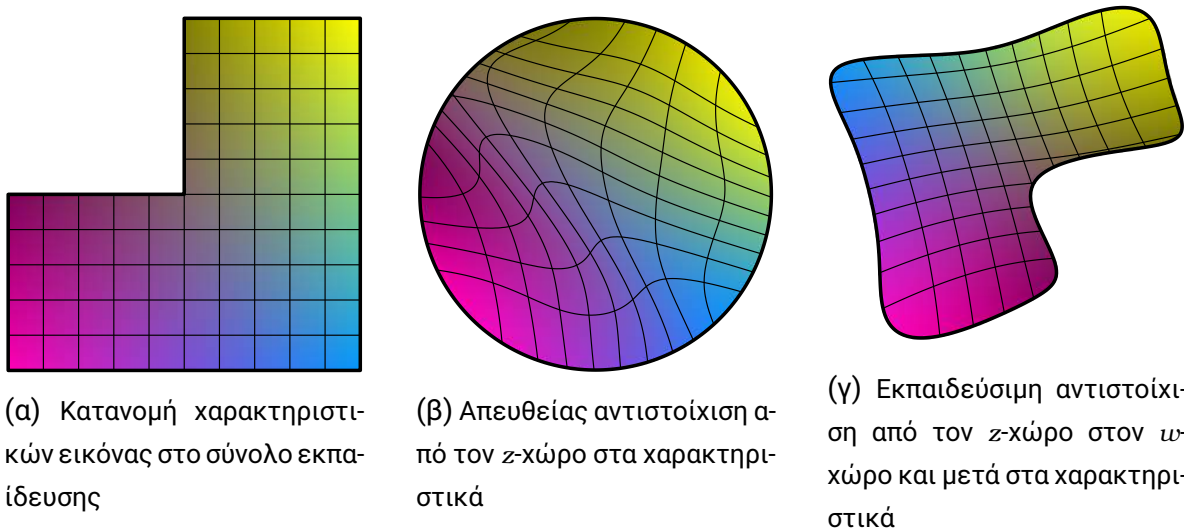 (α) Κατανομή χαρακτηριστι-
κών εικόνας στο σύνολο εκπα-
ίδευσης
(β) Απευθείας αντιστοίχιση α-
πό τον z-χώρο στα χαρακτηρι-
στικά
(γ) Εκπαιδεύσιμη αντιστοίχι-
ση από τον z-χώρο στον w-
χώρο και μετά στα χαρακτηρι-
στικά